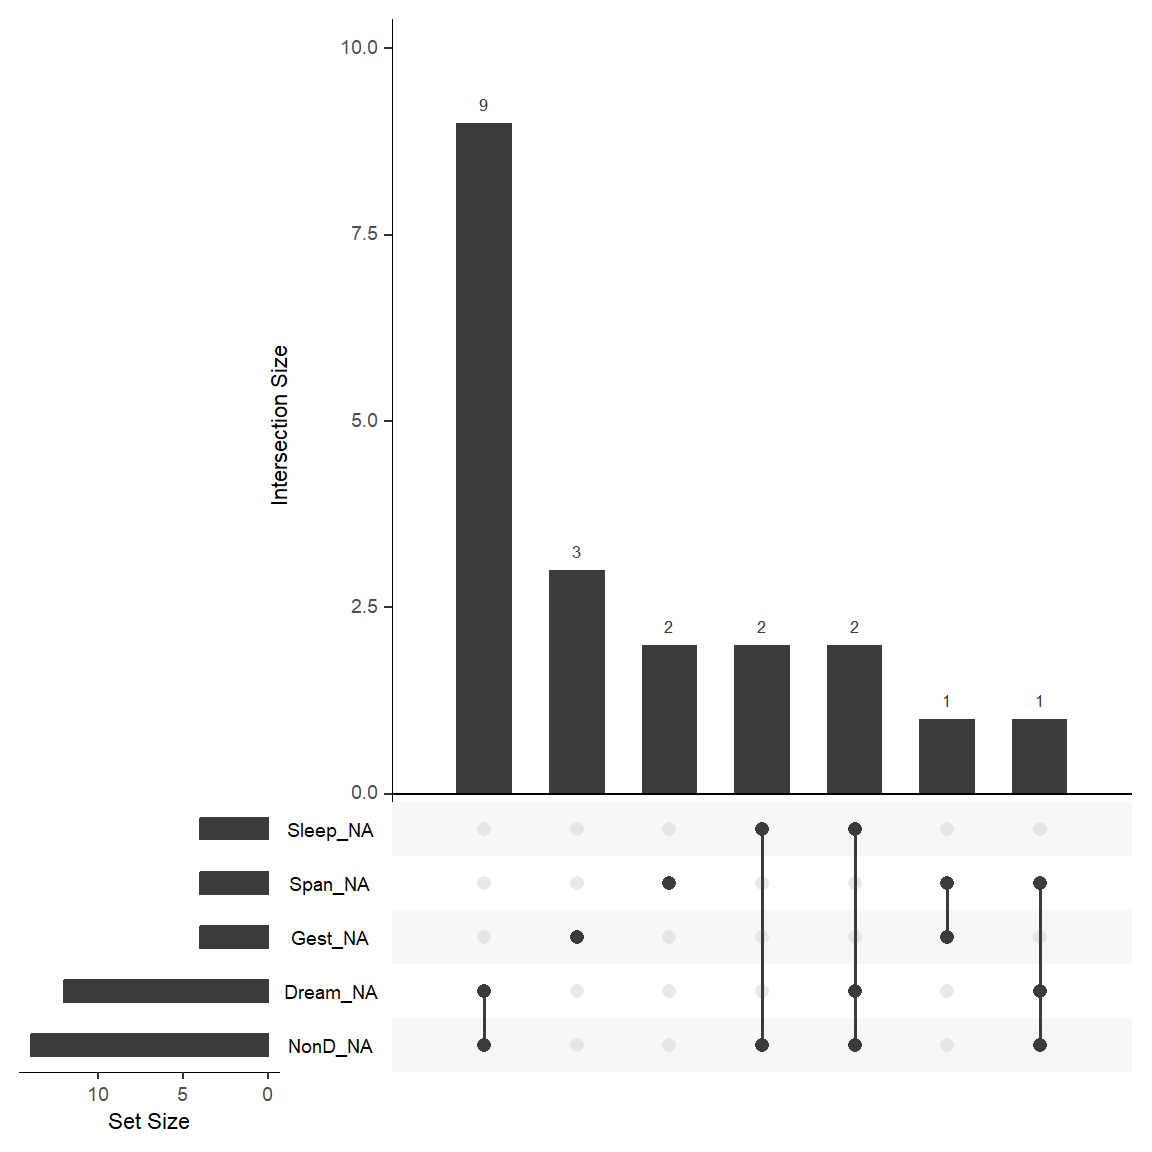 10.0
7.5
5.0
2.5
0.0
Intersection Size
9
3
2
2
2
1
1
Sleep_NA
Span_NA
Gest_NA
Dream_NA
NonD_NA
10 5 0
Set Size